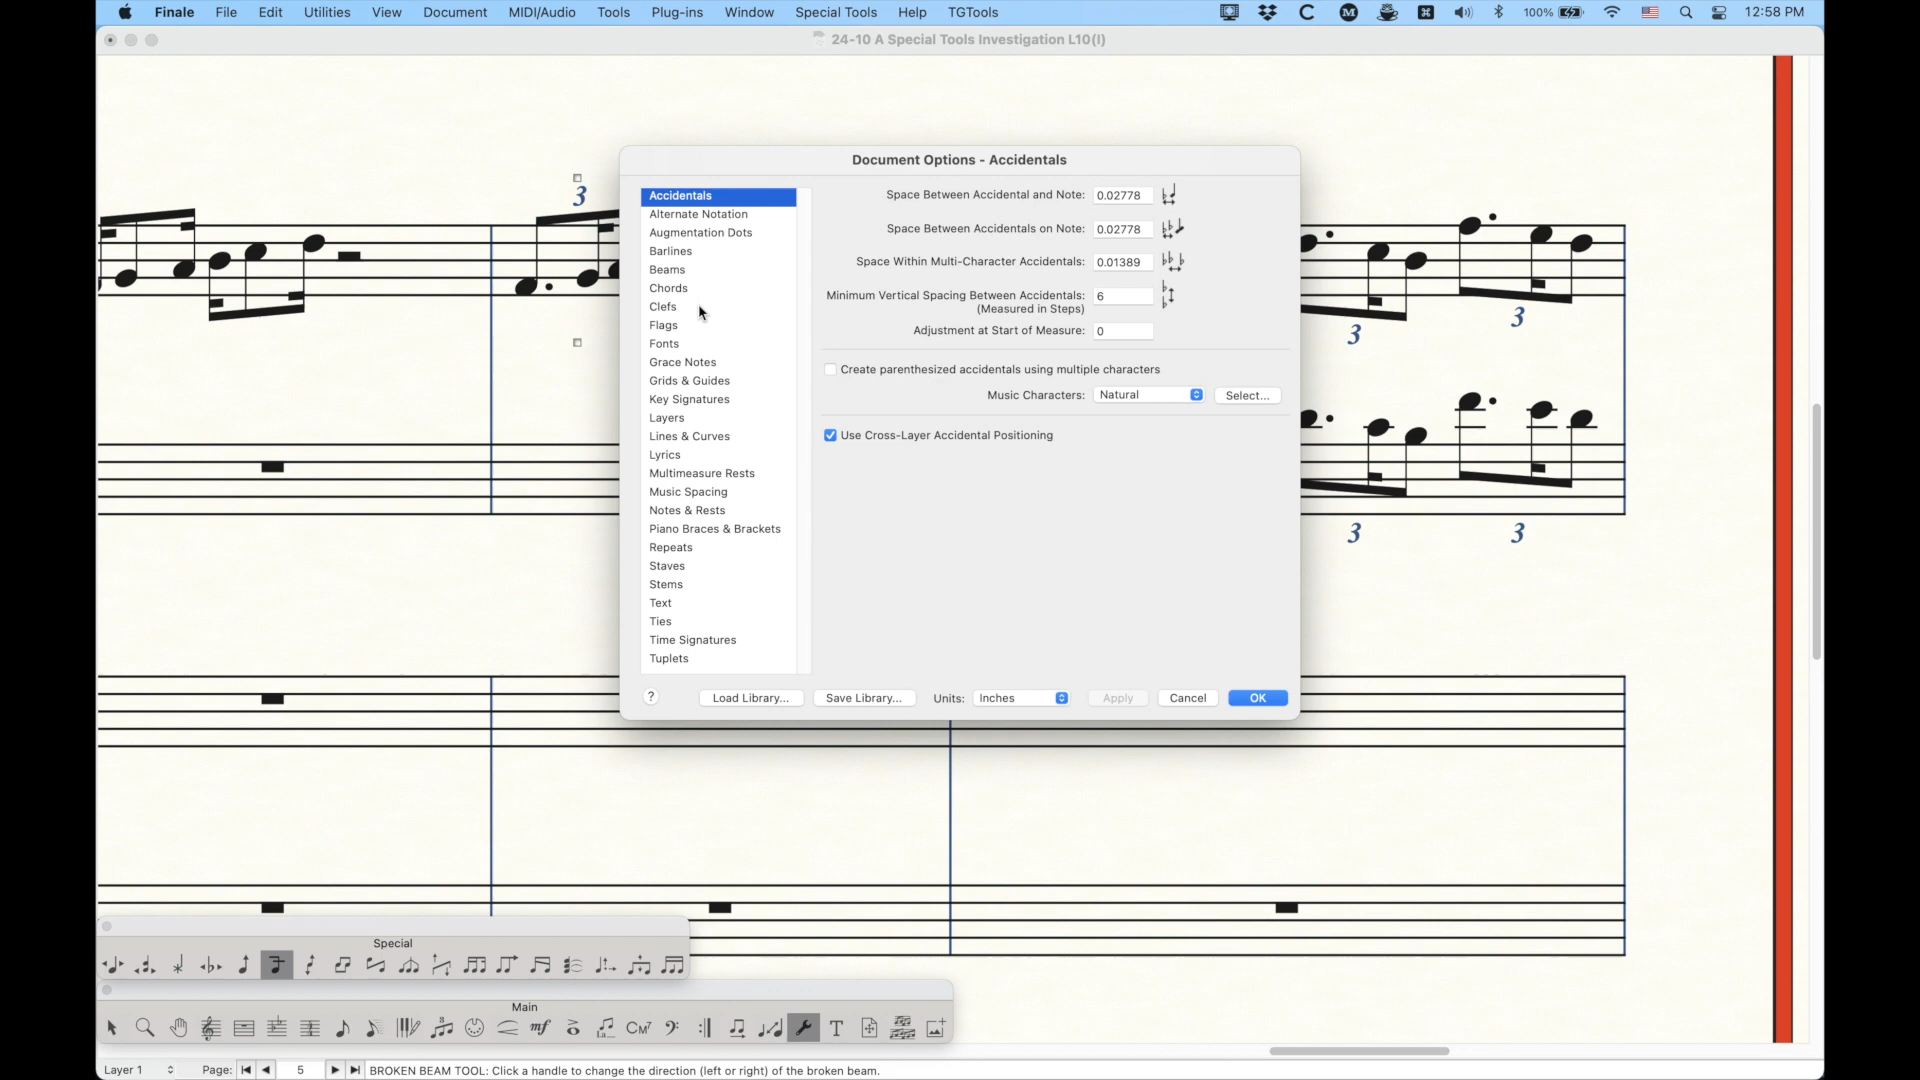 Finale File Edit Utilities View Document MIDI/Audio Tools Plug-ins Window Special Tools Help TGTools 100% 12:58 PM
24-10 A Special Tools Investigation L10(I)
Document Options - Accidentals
Accidentals
Alternate Notation
Augmentation Dots
Barlines
Beams
Chords
Clefs
Flags
Fonts
Grace Notes
Grids & Guides
Key Signatures
Layers
Lines & Curves
Lyrics
Multimeasure Rests
Music Spacing
Notes & Rests
Piano Braces & Brackets
Repeats
Staves
Stems
Text
Ties
Time Signatures
Tuplets
Space Between Accidental and Note: 0.02778
Space Between Accidentals on Note: 0.02778
Space Within Multi-Character Accidentals: 0.01389
Minimum Vertical Spacing Between Accidentals: 6
(Measured in Steps)
Adjustment at Start of Measure: 0
Create parenthesized accidentals using multiple characters
Music Characters: Natural Select...
Use Cross-Layer Accidental Positioning
? Load Library... Save Library... Units: Inches Apply Cancel OK
3
3
3
3
3
Special
Main
mf CM7 T
Layer 1 Page: 5 BROKEN BEAM TOOL: Click a handle to change the direction (left or right) of the broken beam.